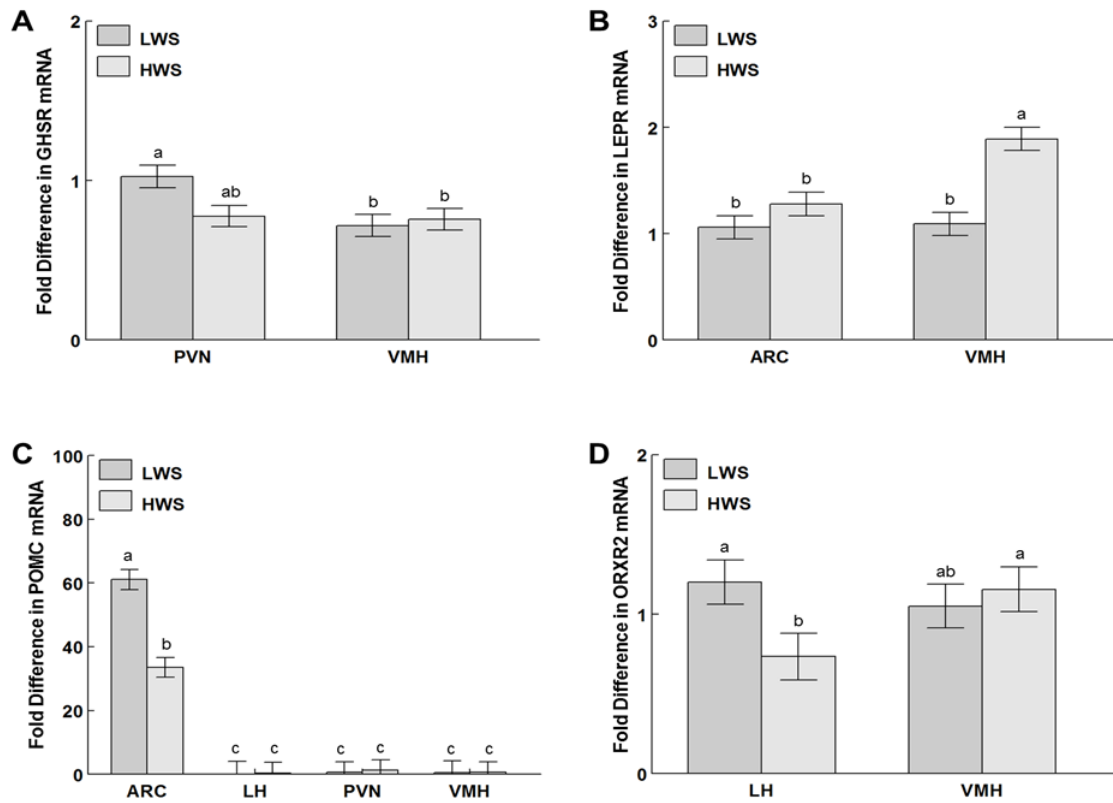 A
Fold Difference in GHSR mRNA
2
1
0
LWS
HWS
a
ab
b
b
PVN
VMH
B
Fold Difference in LEPR mRNA
3
2
1
0
LWS
HWS
b
b
b
a
ARC
VMH
C
Fold Difference in POMC mRNA
100
80
60
40
20
0
LWS
HWS
a
b
c
c
c
c
c
c
ARC
LH
PVN
VMH
D
Fold Difference in ORXR2 mRNA
2
1
0
LWS
HWS
a
b
ab
a
LH
VMH